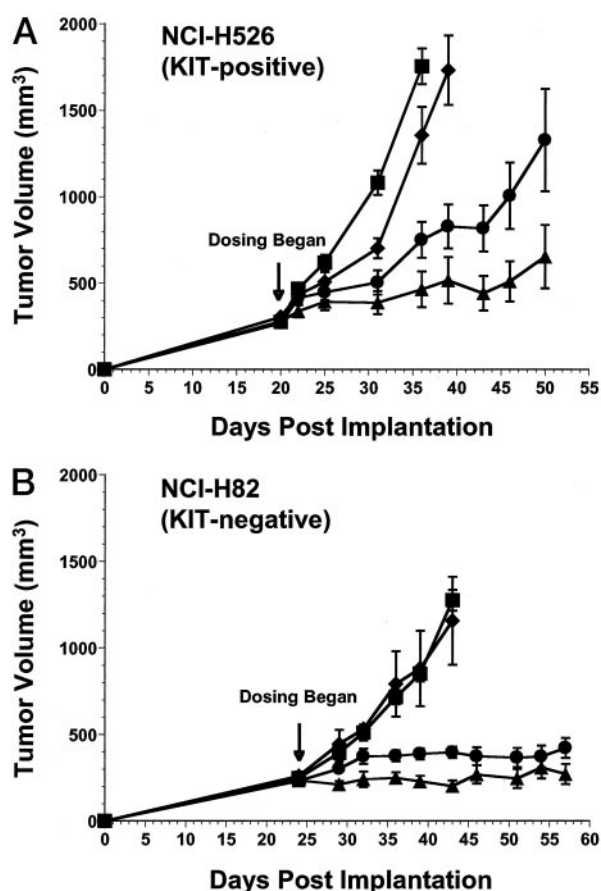 A
NCI-H526
(KIT-positive)
Tumor Volume (mm³)
2000
1500
1000
500
0
Dosing Began
0 5 10 15 20 25 30 35 40 45 50 55
Days Post Implantation
B
NCI-H82
(KIT-negative)
Tumor Volume (mm³)
2000
1500
1000
500
0
Dosing Began
0 5 10 15 20 25 30 35 40 45 50 55 60
Days Post Implantation